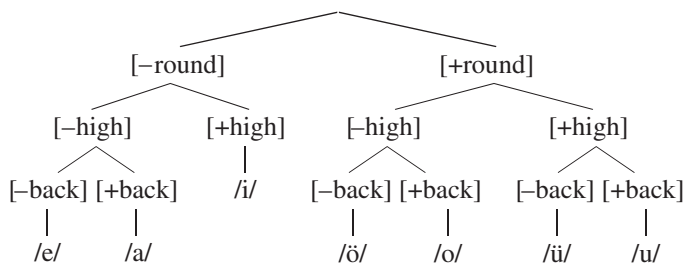 [–round] [+round]
[–high] [+high] [–high] [+high]
[–back] [+back] /i/ [–back] [+back] [–back] [+back]
/e/ /a/ /ö/ /o/ /ü/ /u/